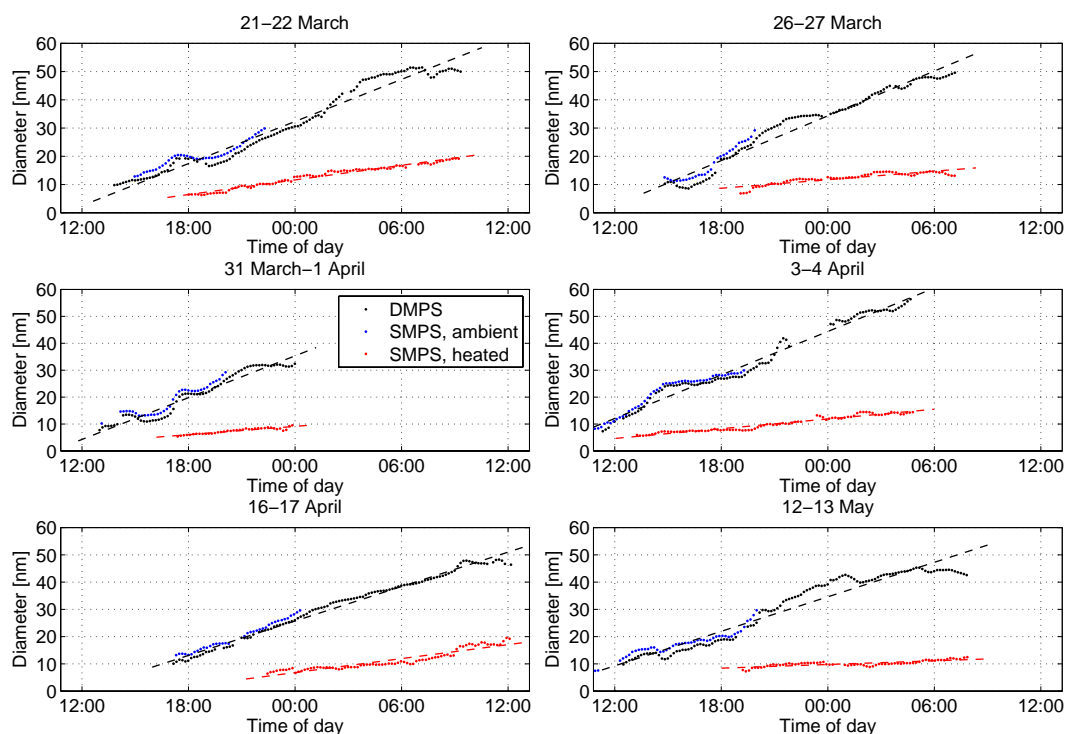 21−22 March
Diameter [nm]
60
50
40
30
20
10
0
12:00 18:00 00:00 06:00 12:00
Time of day
26−27 March
Diameter [nm]
60
50
40
30
20
10
0
12:00 18:00 00:00 06:00 12:00
Time of day
31 March−1 April
Diameter [nm]
60
50
40
30
20
10
0
DMPS
SMPS, ambient
SMPS, heated
12:00 18:00 00:00 06:00 12:00
Time of day
3−4 April
Diameter [nm]
60
50
40
30
20
10
0
12:00 18:00 00:00 06:00 12:00
Time of day
16−17 April
Diameter [nm]
60
50
40
30
20
10
0
12:00 18:00 00:00 06:00 12:00
Time of day
12−13 May
Diameter [nm]
60
50
40
30
20
10
0
12:00 18:00 00:00 06:00 12:00
Time of day